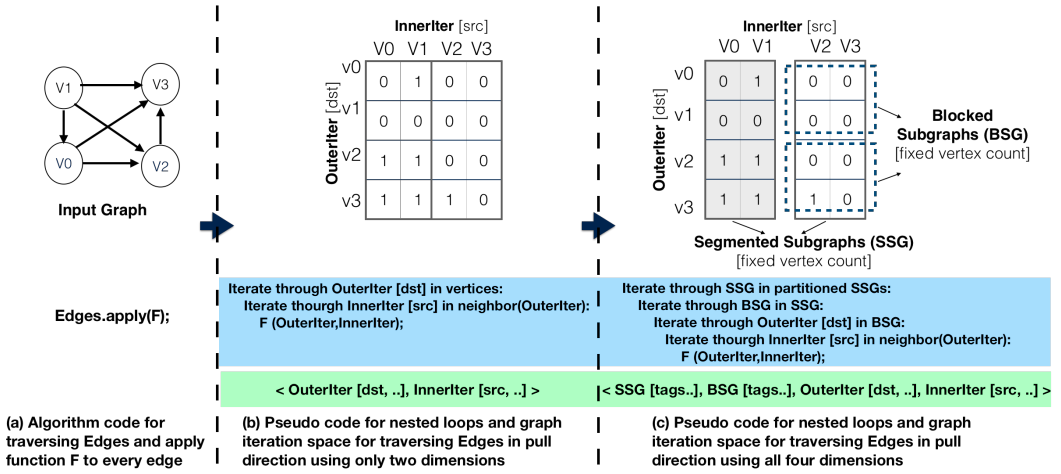 V1
V3
V0
V2
Input Graph
Edges.apply(F);
(a) Algorithm code for
traversing Edges and apply
function F to every edge
InnerIter [src]
V0 V1 V2 V3
OuterIter [dst]
v0 0 1 0 0
v1 0 0 0 0
v2 1 1 0 0
v3 1 1 1 0
Iterate through OuterIter [dst] in vertices:
Iterate thourgh InnerIter [src] in neighbor(OuterIter):
F (OuterIter,InnerIter);
< OuterIter [dst, ..], InnerIter [src, ..] >
(b) Pseudo code for nested loops and graph
iteration space for traversing Edges in pull
direction using only two dimensions
InnerIter [src]
V0 V1 V2 V3
OuterIter [dst]
v0 0 1 0 0
v1 0 0 0 0
v2 1 1 0 0
v3 1 1 1 0
Blocked
Subgraphs (BSG)
[fixed vertex count]
Segmented Subgraphs (SSG)
[fixed vertex count]
Iterate through SSG in partitioned SSGs:
Iterate through BSG in SSG:
Iterate through OuterIter [dst] in BSG:
Iterate thourgh InnerIter [src] in neighbor(OuterIter):
F (OuterIter,InnerIter);
< SSG [tags..], BSG [tags..], OuterIter [dst, ..], InnerIter [src, ..] >
(c) Pseudo code for nested loops and graph
iteration space for traversing Edges in pull
direction using all four dimensions